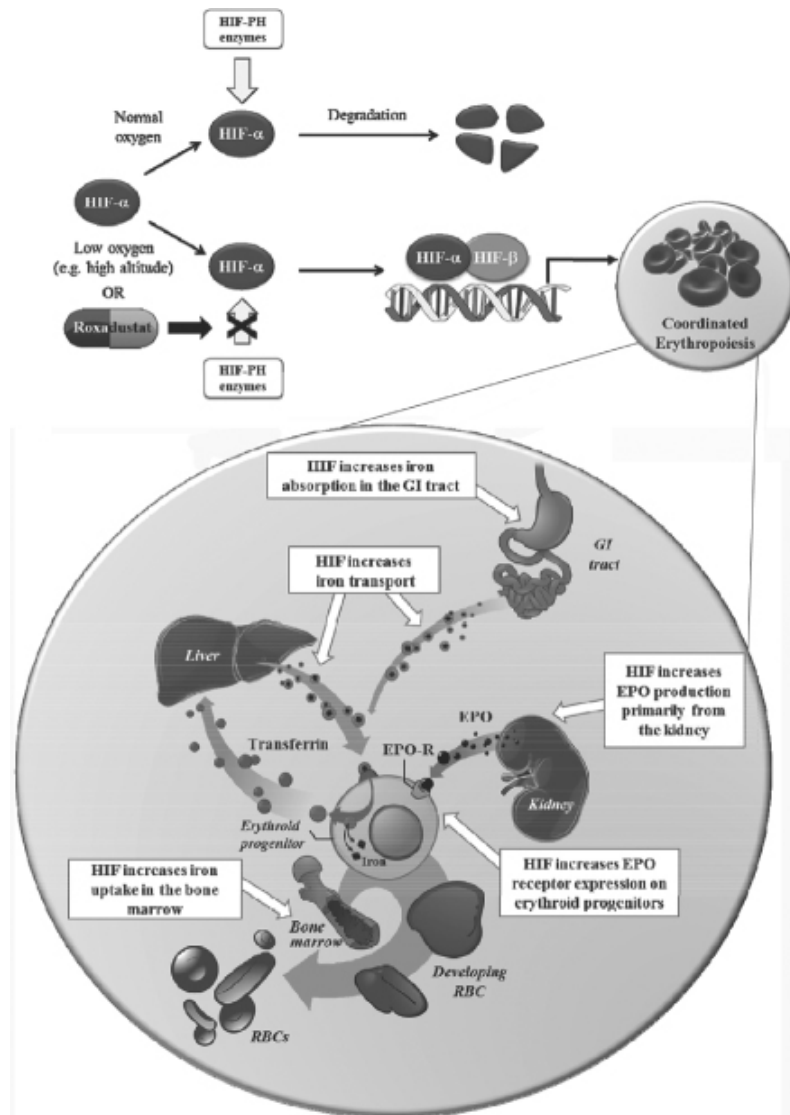 HIF-PH
enzymes
Normal
oxygen
HIF-α
Degradation
HIF-α
Low oxygen
(e.g. high altitude)
OR
Roxadustat
HIF-α
HIF-PH
enzymes
HIF-α
HIF-β
Coordinated
Erythropoiesis
HIF increases iron
absorption in the GI tract
GI
tract
HIF increases
iron transport
Liver
HIF increases
EPO production
primarily from
the kidney
EPO
Transferrin
EPO-R
Kidney
Erythroid
progenitor
Iron
HIF increases iron
uptake in the bone
marrow
HIF increases EPO
receptor expression on
erythroid progenitors
Bone
marrow
Developing
RBC
RBCs